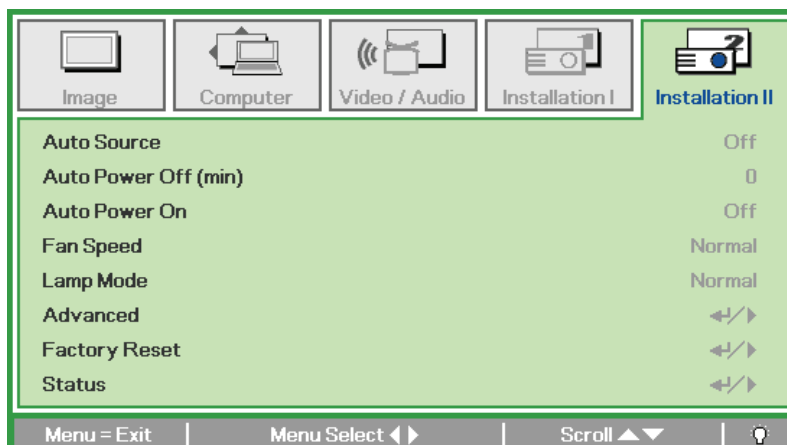 Image Computer Video / Audio Installation I Installation II
Auto Source Off
Auto Power Off (min) 0
Auto Power On Off
Fan Speed Normal
Lamp Mode Normal
Advanced
Factory Reset
Status
Menu = Exit Menu Select Scroll